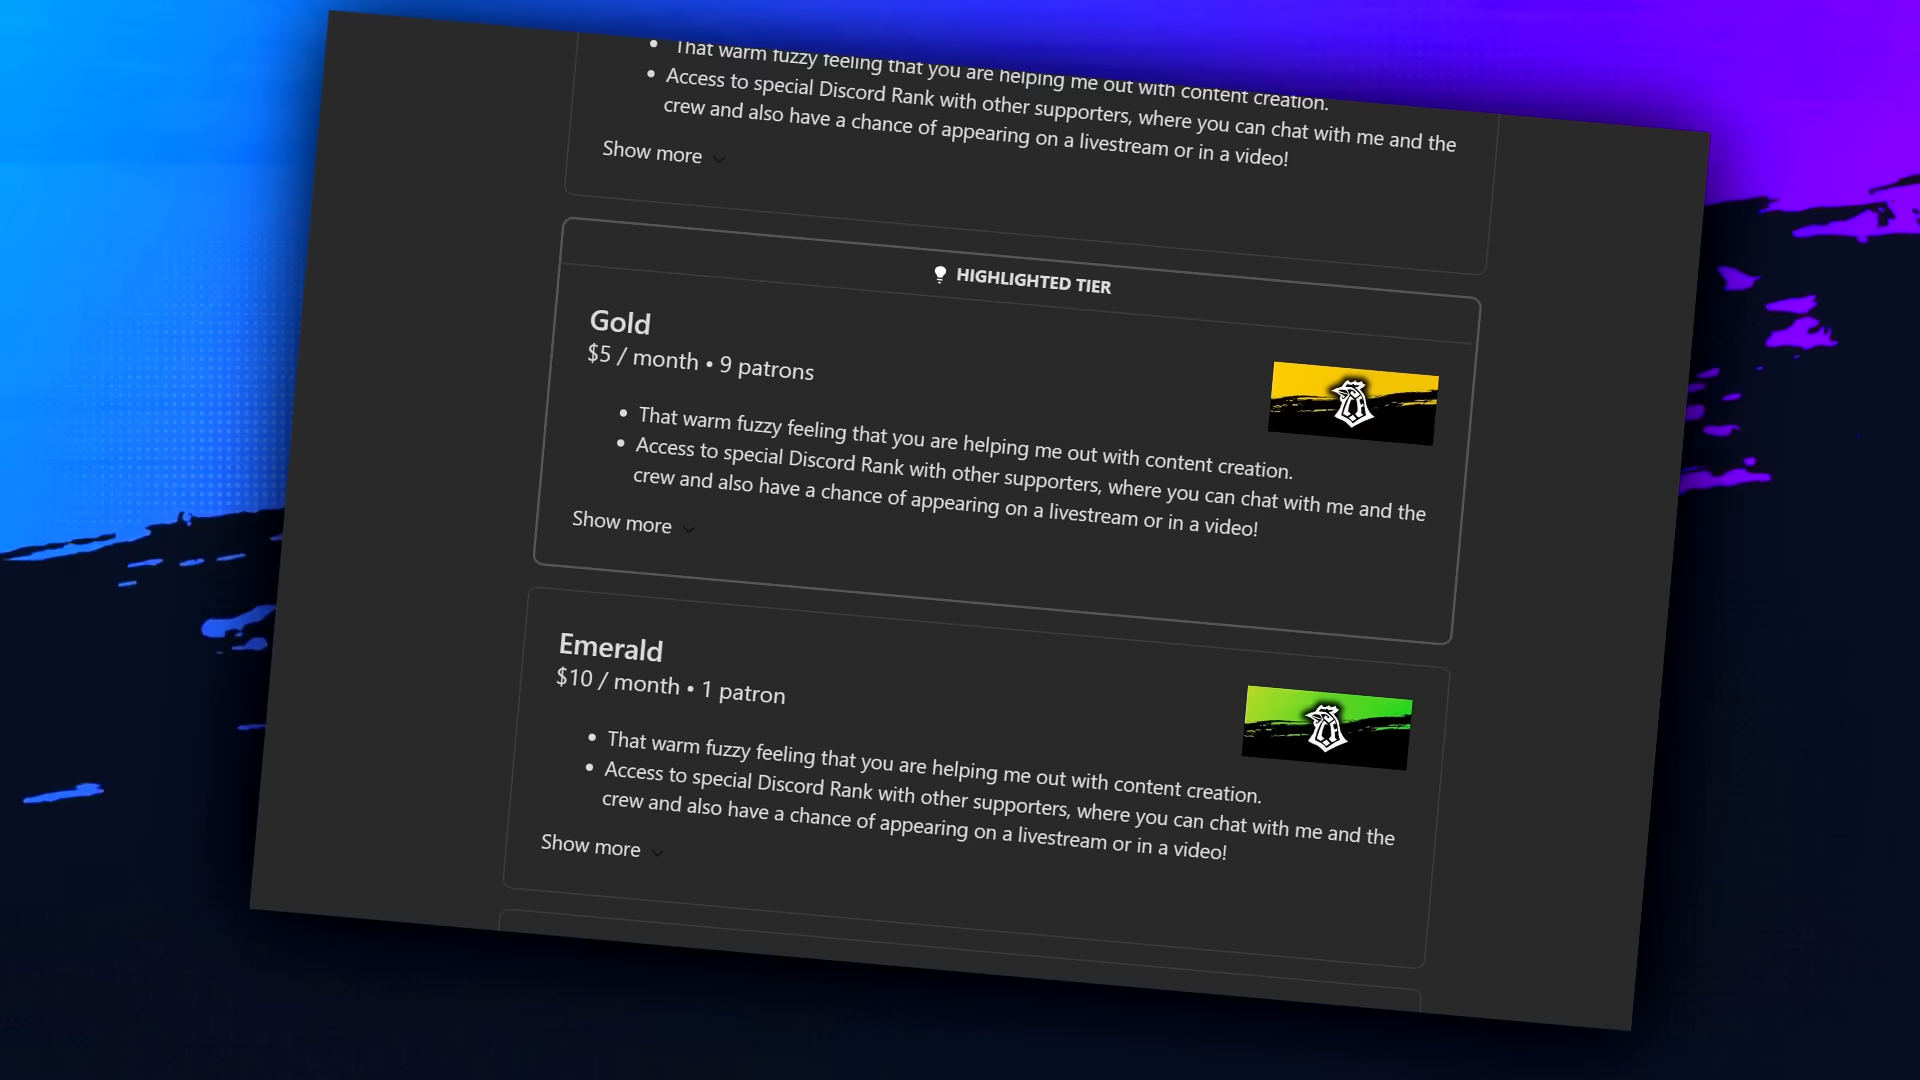 That warm fuzzy feeling that you are helping me out with content creation.
Access to special Discord Rank with other supporters, where you can chat with me and the
crew and also have a chance of appearing on a livestream or in a video!
Show more
HIGHLIGHTED TIER
Gold
$5 / month • 9 patrons
• That warm fuzzy feeling that you are helping me out with content creation.
• Access to special Discord Rank with other supporters, where you can chat with me and the
crew and also have a chance of appearing on a livestream or in a video!
Show more
Emerald
$10 / month • 1 patron
• That warm fuzzy feeling that you are helping me out with content creation.
• Access to special Discord Rank with other supporters, where you can chat with me and the
crew and also have a chance of appearing on a livestream or in a video!
Show more